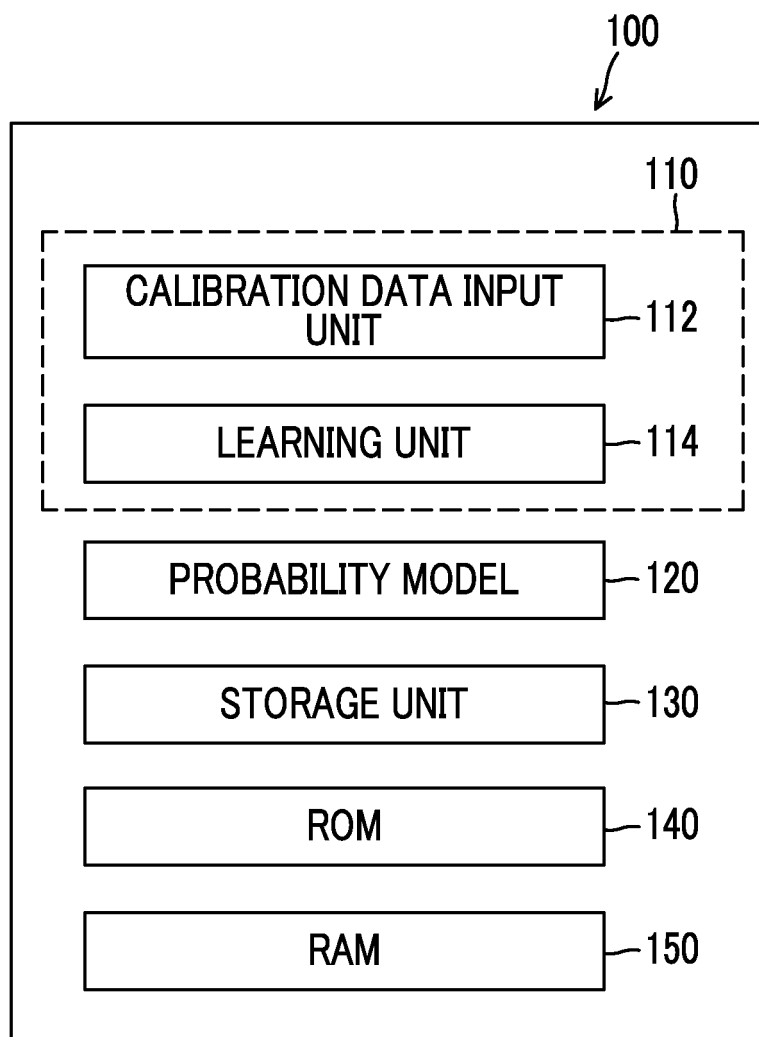 100
110
CALIBRATION DATA INPUT
UNIT
112
LEARNING UNIT
114
PROBABILITY MODEL
120
STORAGE UNIT
130
ROM
140
RAM
150